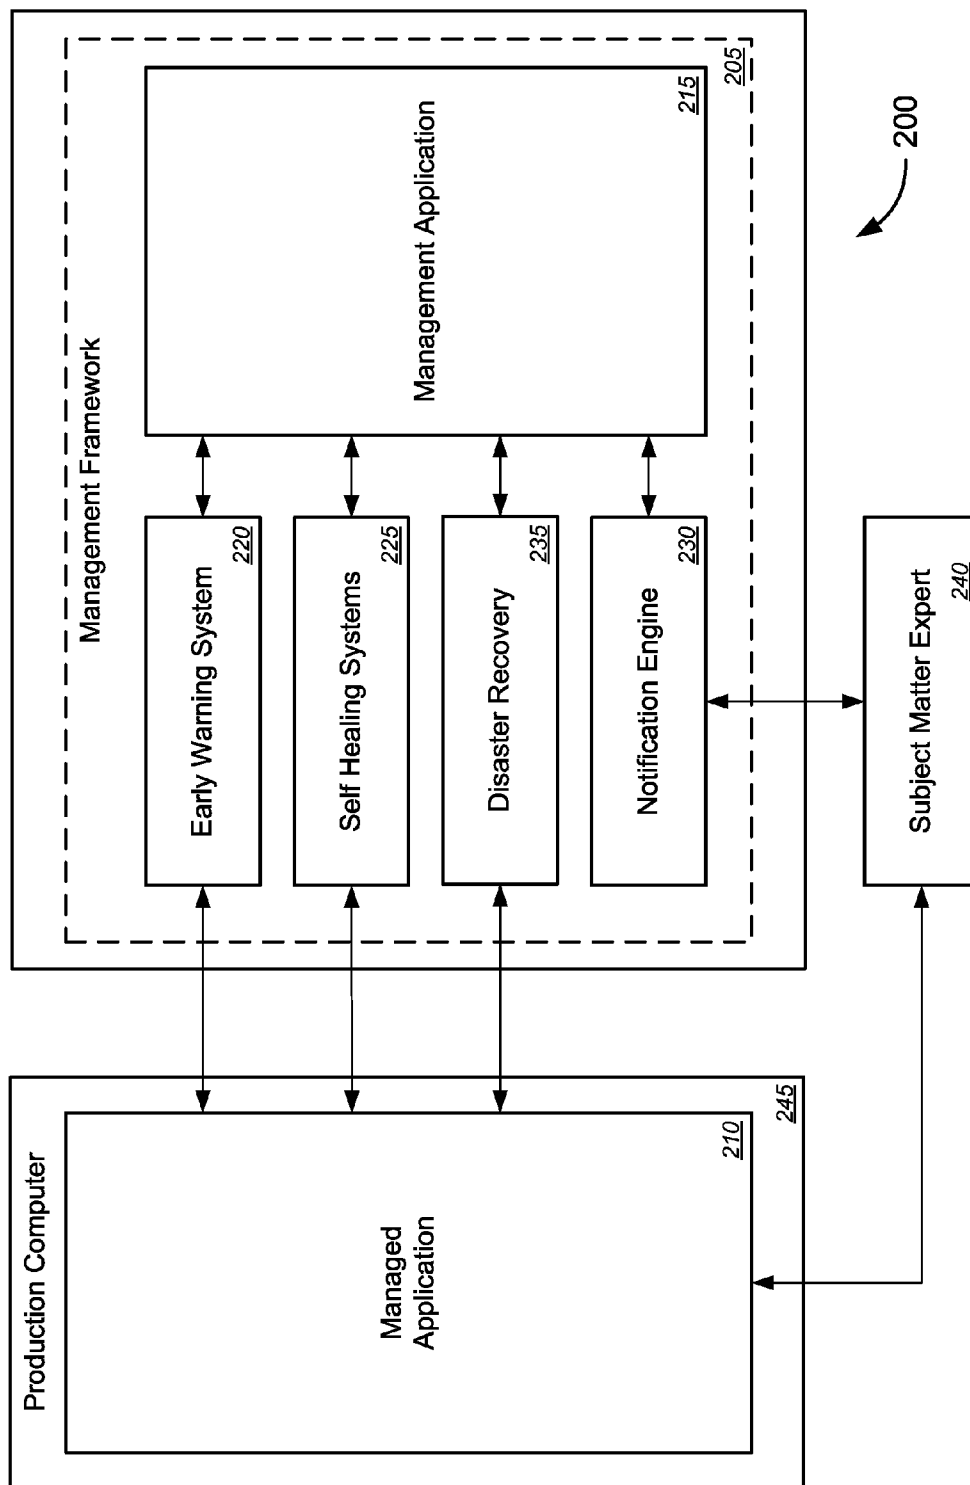 Production Computer
Managed
Application
210
245
Management Framework
Early Warning System
220
Self Healing Systems
225
Disaster Recovery
235
Notification Engine
230
Management Application
215
205
Subject Matter Expert
240
200